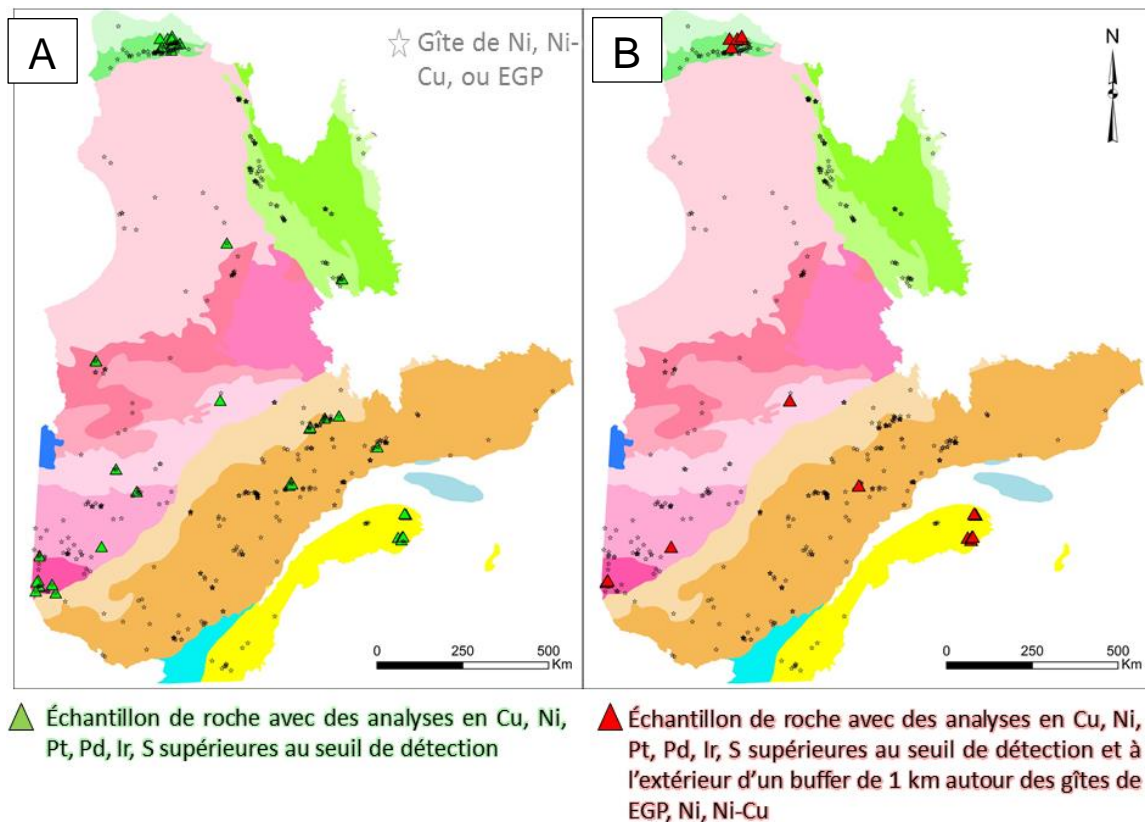 A
☆ Gîte de Ni, Ni-
Cu, ou EGP
B
N
0 250 500
Km
0 250 500
Km
Échantillon de roche avec des analyses en Cu, Ni,
Pt, Pd, Ir, S supérieures au seuil de détection
Échantillon de roche avec des analyses en Cu, Ni,
Pt, Pd, Ir, S supérieures au seuil de détection et à
l’extérieur d’un buffer de 1 km autour des gîtes de
EGP, Ni, Ni-Cu